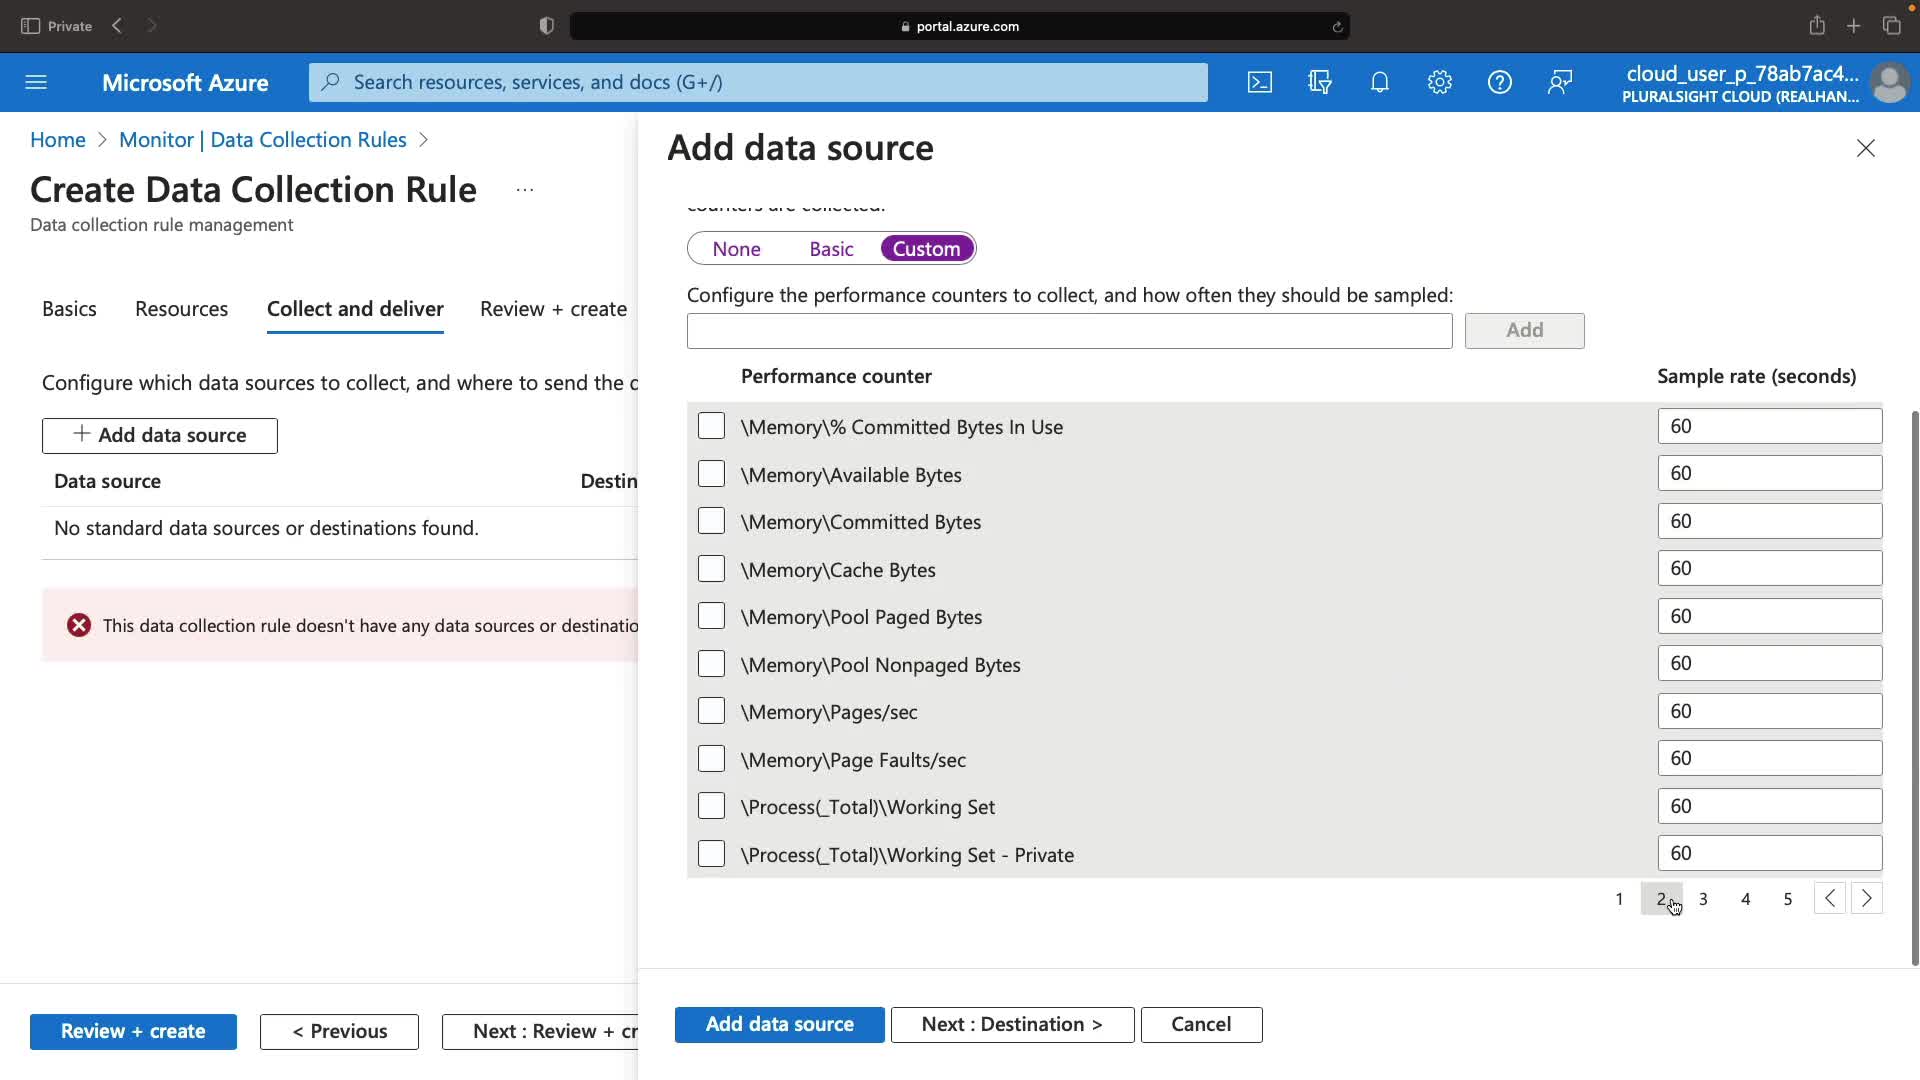 Private
portal.azure.com
Microsoft Azure
Search resources, services, and docs (G+/)
cloud_user_p_78ab7ac4...
PLURALSIGHT CLOUD (REALHAN...
Home > Monitor | Data Collection Rules >
Create Data Collection Rule ...
Data collection rule management
Basics Resources Collect and deliver Review + create
Configure which data sources to collect, and where to send the d
+ Add data source
Data source Destin
No standard data sources or destinations found.
This data collection rule doesn't have any data sources or destinatio
Review + create < Previous Next : Review + cr
Add data source
counters are collected.
None Basic Custom
Configure the performance counters to collect, and how often they should be sampled:
Add
Performance counter Sample rate (seconds)
\Memory\% Committed Bytes In Use 60
\Memory\Available Bytes 60
\Memory\Committed Bytes 60
\Memory\Cache Bytes 60
\Memory\Pool Paged Bytes 60
\Memory\Pool Nonpaged Bytes 60
\Memory\Pages/sec 60
\Memory\Page Faults/sec 60
\Process(_Total)\Working Set 60
\Process(_Total)\Working Set - Private 60
1 2 3 4 5 < >
Add data source Next : Destination > Cancel